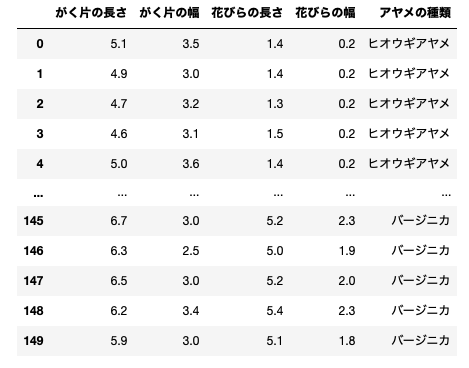 がく片の長さ がく片の幅 花びらの長さ 花びらの幅 アヤメの種類
0 5.1 3.5 1.4 0.2 ヒオウギアヤメ
1 4.9 3.0 1.4 0.2 ヒオウギアヤメ
2 4.7 3.2 1.3 0.2 ヒオウギアヤメ
3 4.6 3.1 1.5 0.2 ヒオウギアヤメ
4 5.0 3.6 1.4 0.2 ヒオウギアヤメ
... ... ... ... ... ...
145 6.7 3.0 5.2 2.3 バージニカ
146 6.3 2.5 5.0 1.9 バージニカ
147 6.5 3.0 5.2 2.0 バージニカ
148 6.2 3.4 5.4 2.3 バージニカ
149 5.9 3.0 5.1 1.8 バージニカ